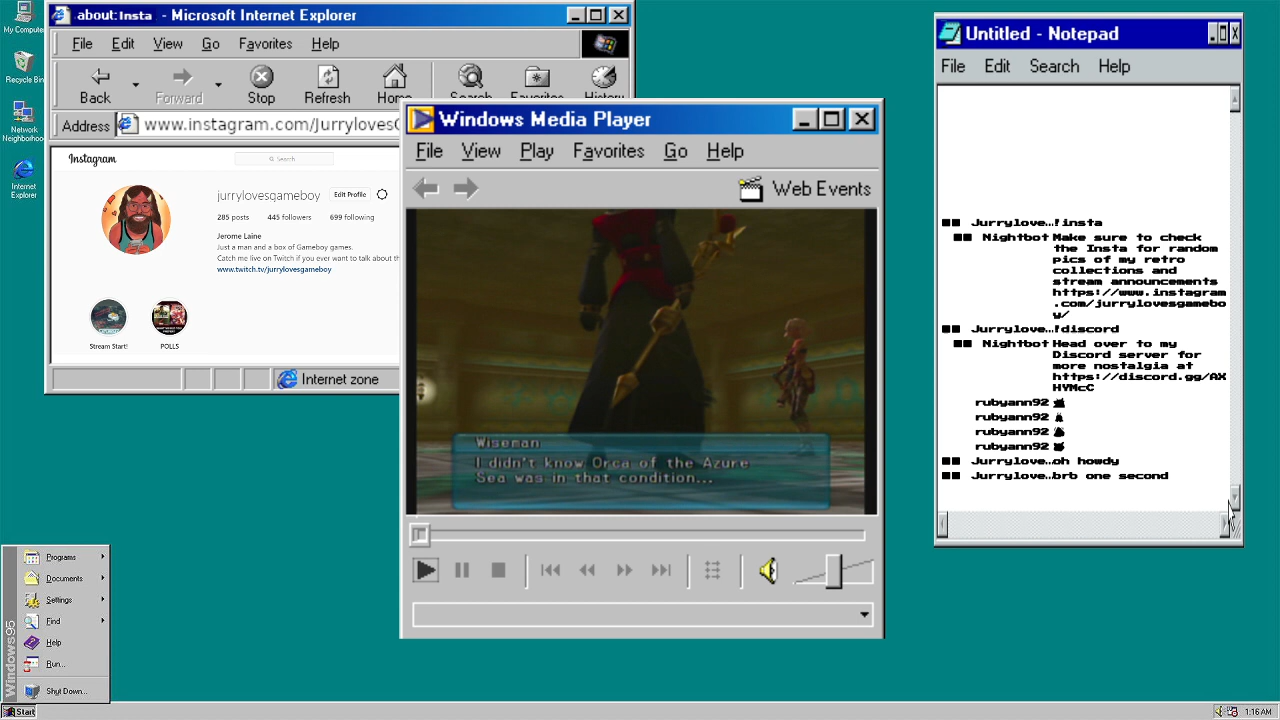 My Compute
Recycle Bin
Network
Neighborhood
Internet
Explorer
about:Insta - Microsoft Internet Explorer
File Edit View Go Favorites Help
Back Forward Stop Refresh Home Search Favorites History
Address www.instagram.com/Jurryloves
Instagram
Search
jurrylovesgameboy Edit Profile
285 posts 445 followers 699 following
Jerome Laine
Just a man and a box of Gameboy games.
Catch me live on Twitch if you ever want to talk about th
www.twitch.tv/jurrylovesgameboy
Stream Start! POLLS
Internet zone
Windows Media Player
File View Play Favorites Go Help
Web Events
Wiseman
I didn't know Orca of the Azure
Sea was in that condition...
Untitled - Notepad
File Edit Search Help
Jurrylove…!insta
Nightbot Make sure to check
the Insta for random
pics of my retro
collections and
stream announcements
https://www.instagram
.com/jurrylovesgamebo
y/
Jurrylove…!discord
Nightbot Head over to my
Discord server for
more nostalgia at
https://discord.gg/AX
HYMcC
rubyann92
rubyann92
rubyann92
rubyann92
Jurrylove…oh howdy
Jurrylove…brb one second
Programs
Documents
Settings
Find
Help
Run...
Shut Down...
Windows95
Start
1:16 AM